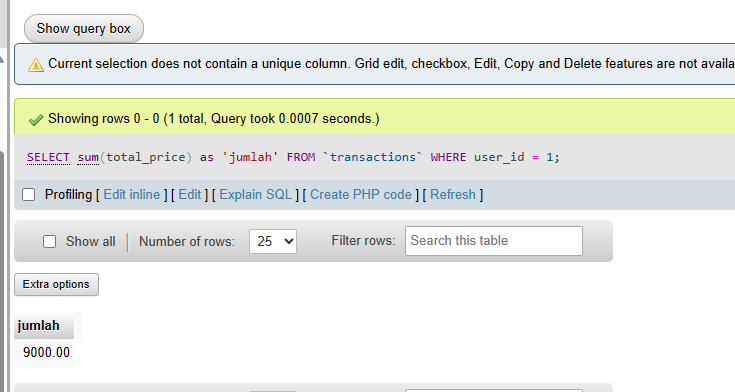 Show query box
Current selection does not contain a unique column. Grid edit, checkbox, Edit, Copy and Delete features are not availa
Showing rows 0 - 0 (1 total, Query took 0.0007 seconds.)
SELECT sum(total_price) as 'jumlah' FROM `transactions` WHERE user_id = 1;
Profiling [ Edit inline ] [ Edit ] [ Explain SQL ] [ Create PHP code ] [ Refresh ]
Show all | Number of rows: 25 Filter rows: Search this table
Extra options
jumlah
9000.00